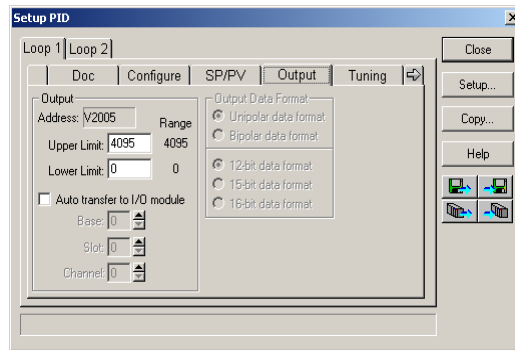 Setup PID
Loop 1 Loop 2
Doc Configure SP/PV Output Tuning
Output
Address: V2005 Range
Upper Limit: 4095 4095
Lower Limit: 0 0
Auto transfer to I/O module
Base: 0
Slot: 0
Channel: 0
Output Data Format
Unipolar data format
Bipolar data format
12-bit data format
15-bit data format
16-bit data format
Close
Setup...
Copy...
Help